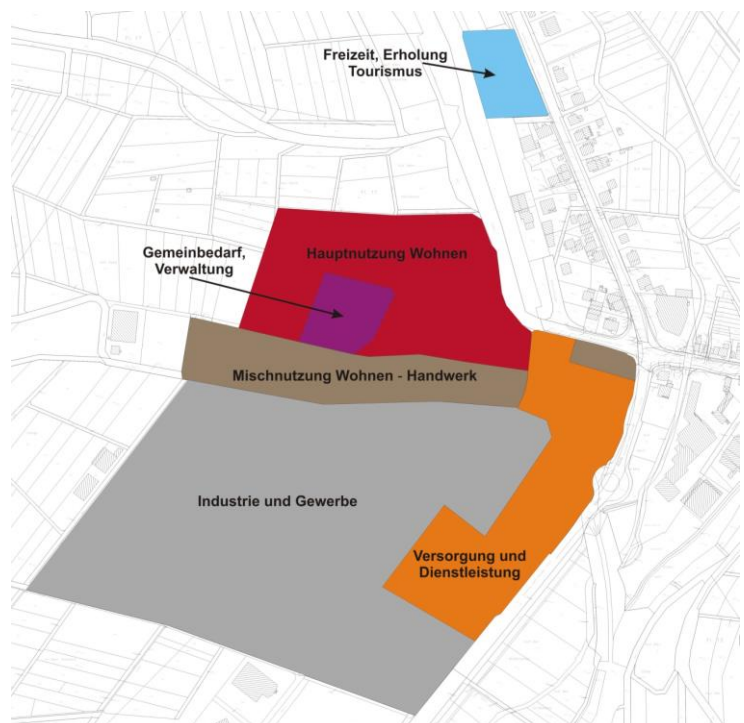 Freizeit, Erholung
Tourismus
Hauptnutzung Wohnen
Gemeinbedarf,
Verwaltung
Mischnutzung Wohnen - Handwerk
Industrie und Gewerbe
Versorgung und
Dienstleistung